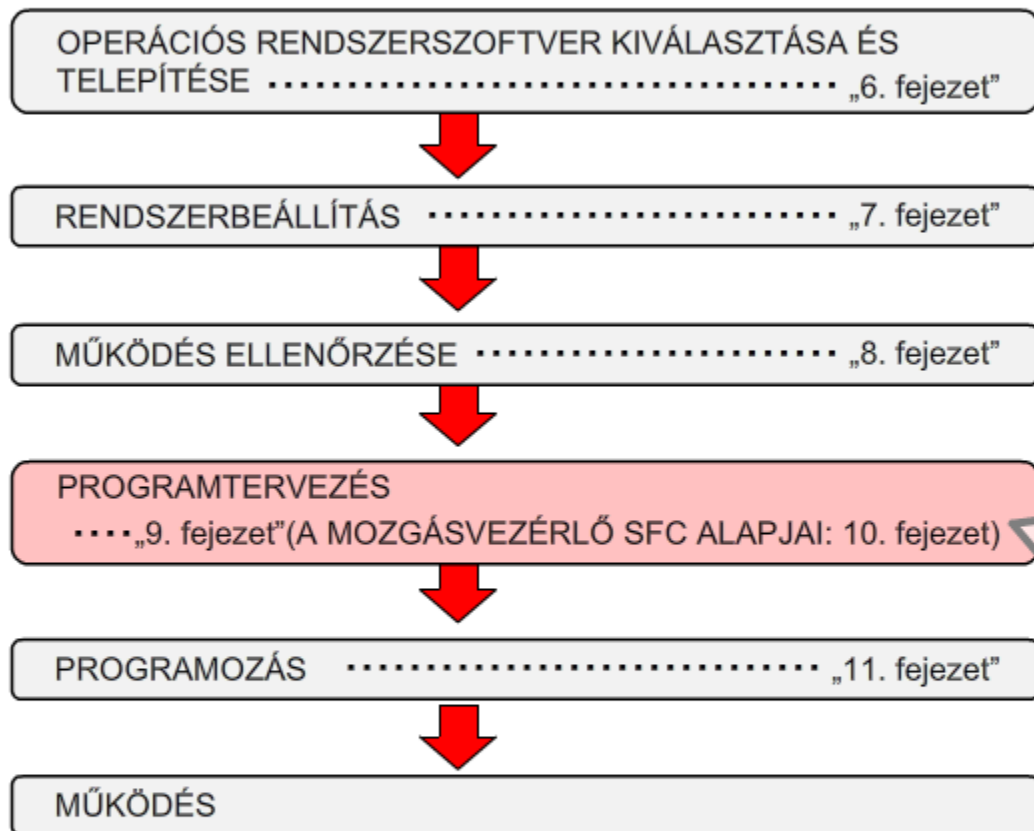 OPERÁCIÓS RENDSZERSZOFTVER KIVÁLASZTÁSA ÉS
TELEPÍTÉSE ···································· „6. fejezet”
RENDSZERBEÁLLÍTÁS ·························· „7. fejezet”
MŰKÖDÉS ELLENŐRZÉSE ······················· „8. fejezet”
PROGRAMTERVEZÉS
····„9. fejezet”(A MOZGÁSVEZÉRLŐ SFC ALAPJAI: 10. fejezet)
PROGRAMOZÁS ······························ „11. fejezet”
MŰKÖDÉS